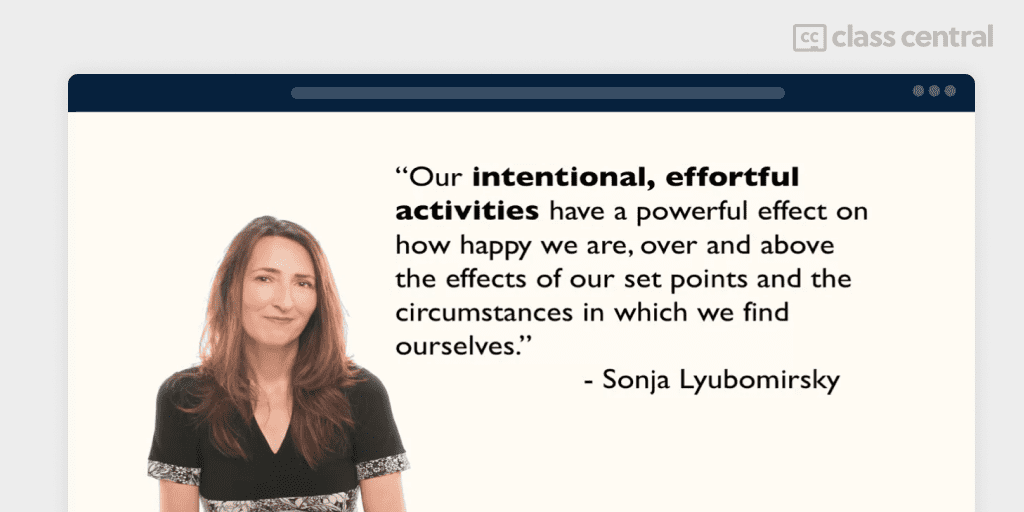 cc class central
“Our intentional, effortful
activities have a powerful effect on
how happy we are, over and above
the effects of our set points and the
circumstances in which we find
ourselves.”
- Sonja Lyubomirsky